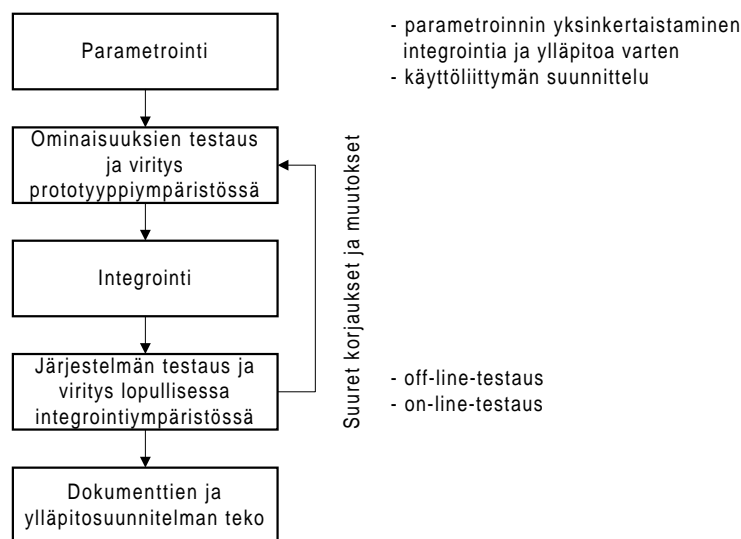 Parametrointi
- parametroinnin yksinkertaistaminen
integrointia ja ylläpitoa varten
- käyttöliittymän suunnittelu
Ominaisuuksien testaus
ja viritys
prototyyppiympäristössä
Suuret korjaukset ja muutokset
Integrointi
Järjestelmän testaus ja
viritys lopullisessa
integrointiympäristössä
- off-line-testaus
- on-line-testaus
Dokumenttien ja
ylläpitosuunnitelman teko